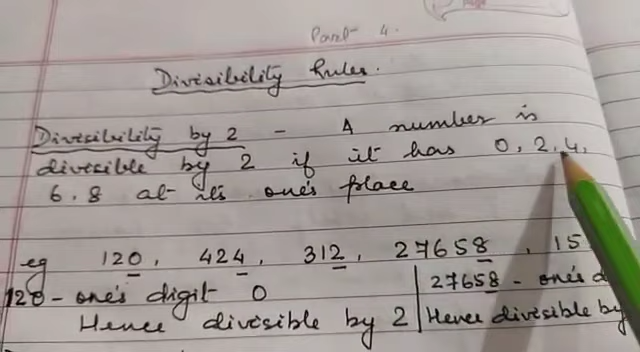 Part 4.
Divisibility Rules.
Divisibility by 2 - A number is
divisible by 2 if it has 0, 2, 4,
6, 8 at its one's place
eg 120, 424, 312, 27658, 15
120 - one's digit 0
Hence divisible by 2
27658 - one's d
Hence divisible by